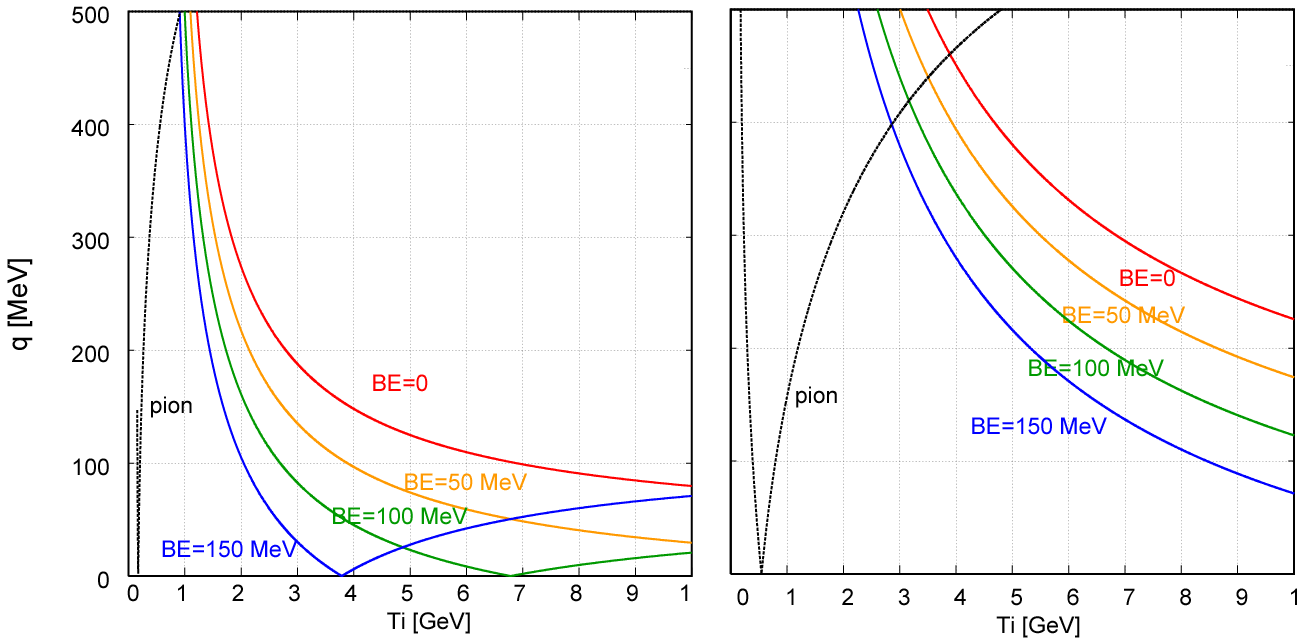 500
400
300
200
100
0
q [MeV]
BE=0
pion
BE=50 MeV
BE=100 MeV
BE=150 MeV
0 1 2 3 4 5 6 7 8 9 1
Ti [GeV]
BE=0
BE=50 MeV
BE=100 MeV
pion
BE=150 MeV
0 1 2 3 4 5 6 7 8 9 1
Ti [GeV]